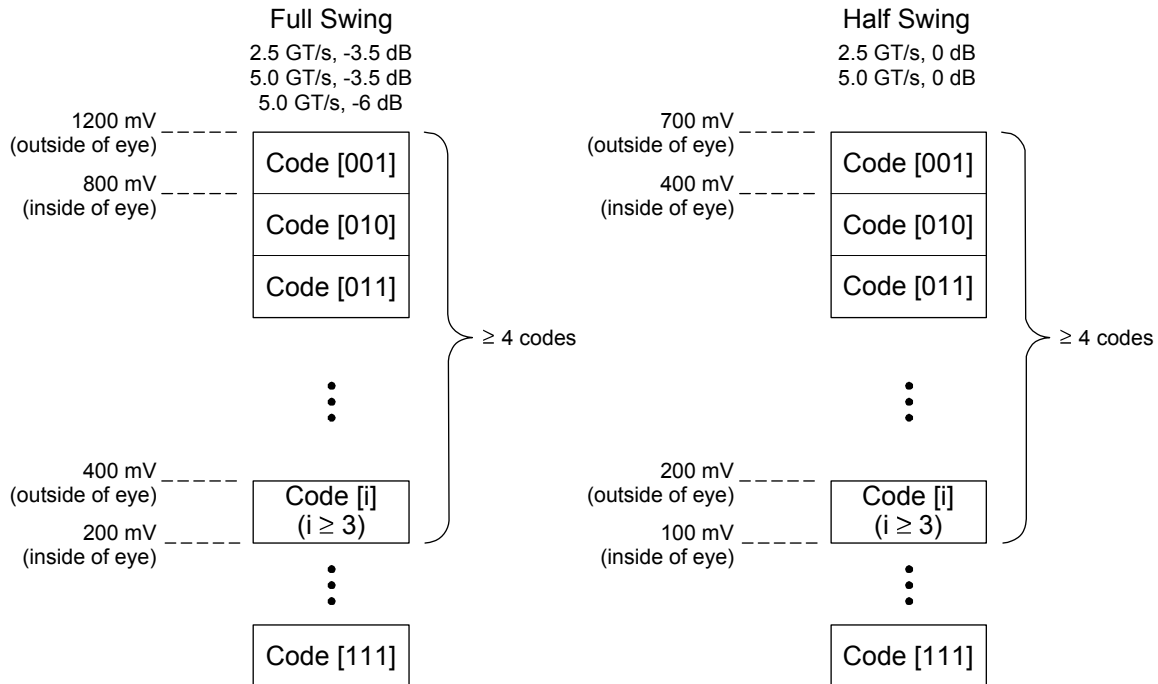 Full Swing
2.5 GT/s, -3.5 dB
5.0 GT/s, -3.5 dB
5.0 GT/s, -6 dB
1200 mV
(outside of eye)
800 mV
(inside of eye)
Code [001]
Code [010]
Code [011]
≥ 4 codes
400 mV
(outside of eye)
200 mV
(inside of eye)
Code [i]
(i ≥ 3)
Code [111]
Half Swing
2.5 GT/s, 0 dB
5.0 GT/s, 0 dB
700 mV
(outside of eye)
400 mV
(inside of eye)
Code [001]
Code [010]
Code [011]
≥ 4 codes
200 mV
(outside of eye)
100 mV
(inside of eye)
Code [i]
(i ≥ 3)
Code [111]